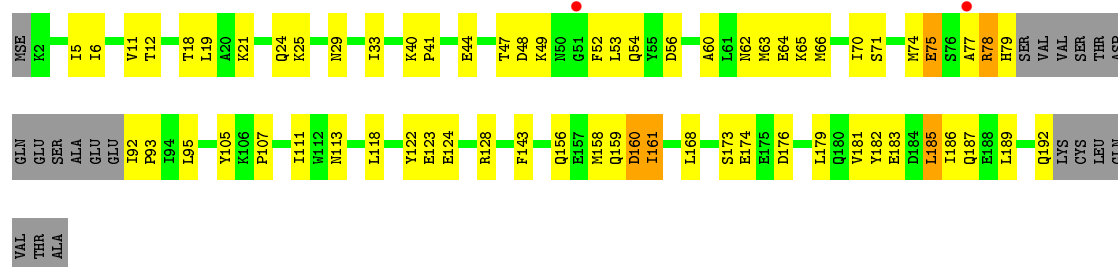 MSE K2 I5 I6 V11 T12 T18 L19 A20 K21 Q24 K25 N29 I33 K40 P41 E44 T47 D48 K49 N50 G51 F52 L53 Q54 Y55 D56 A60 L61 N62 M63 E64 K65 M66 I70 S71 M74 E75 S76 A77 R78 H79 SER VAL VAL SER THR ASP
GLN GLU SER ALA GLU GLU I92 P93 I94 L95 Y105 K106 P107 I111 W112 N113 L118 Y122 E123 E124 R128 F143 Q156 E157 M158 Q159 D160 I161 L168 S173 E174 E175 D176 L179 Q180 V181 Y182 E183 D184 L185 I186 Q187 E188 L189 Q192 LYS CYS LEU GLN
VAL THR ALA